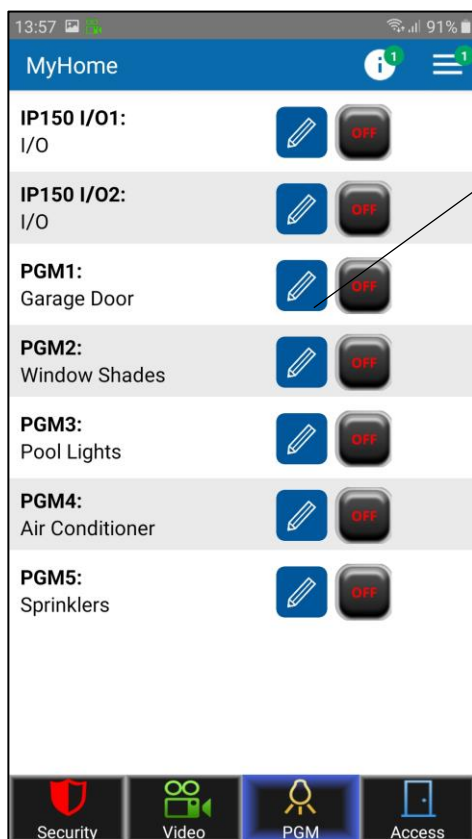 13:57 91%
MyHome i 1 1
IP150 I/O1:
I/O
OFF
IP150 I/O2:
I/O
OFF
PGM1:
Garage Door
OFF
PGM2:
Window Shades
OFF
PGM3:
Pool Lights
OFF
PGM4:
Air Conditioner
OFF
PGM5:
Sprinklers
OFF
Security Video PGM Access